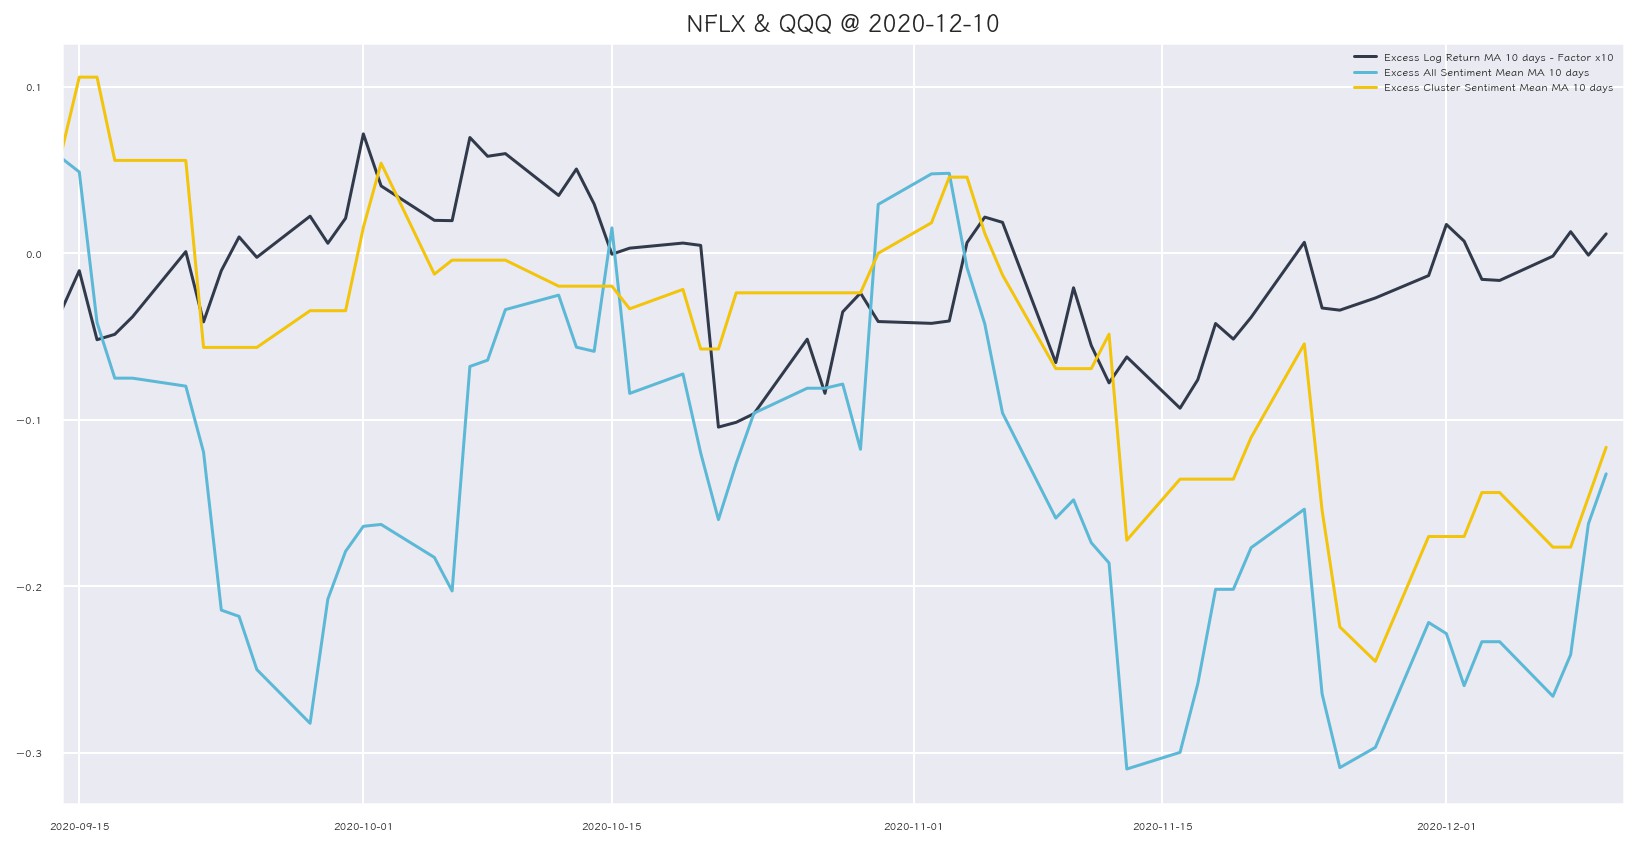 NFLX & QQQ @ 2020-12-10
Excess Log Return MA 10 days - Factor x10
Excess All Sentiment Mean MA 10 days
Excess Cluster Sentiment Mean MA 10 days
0.1
0.0
−0.1
−0.2
−0.3
2020-09-15
2020-10-01
2020-10-15
2020-11-01
2020-11-15
2020-12-01